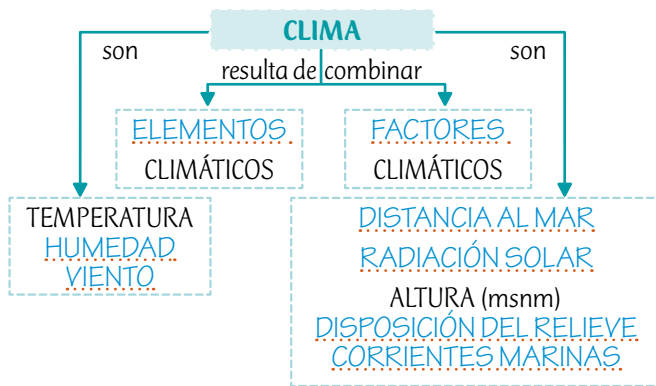 CLIMA
son
son
resulta de combinar
ELEMENTOS
CLIMÁTICOS
FACTORES
CLIMÁTICOS
TEMPERATURA
HUMEDAD
VIENTO
DISTANCIA AL MAR
RADIACIÓN SOLAR
ALTURA (msnm)
DISPOSICIÓN DEL RELIEVE
CORRIENTES MARINAS